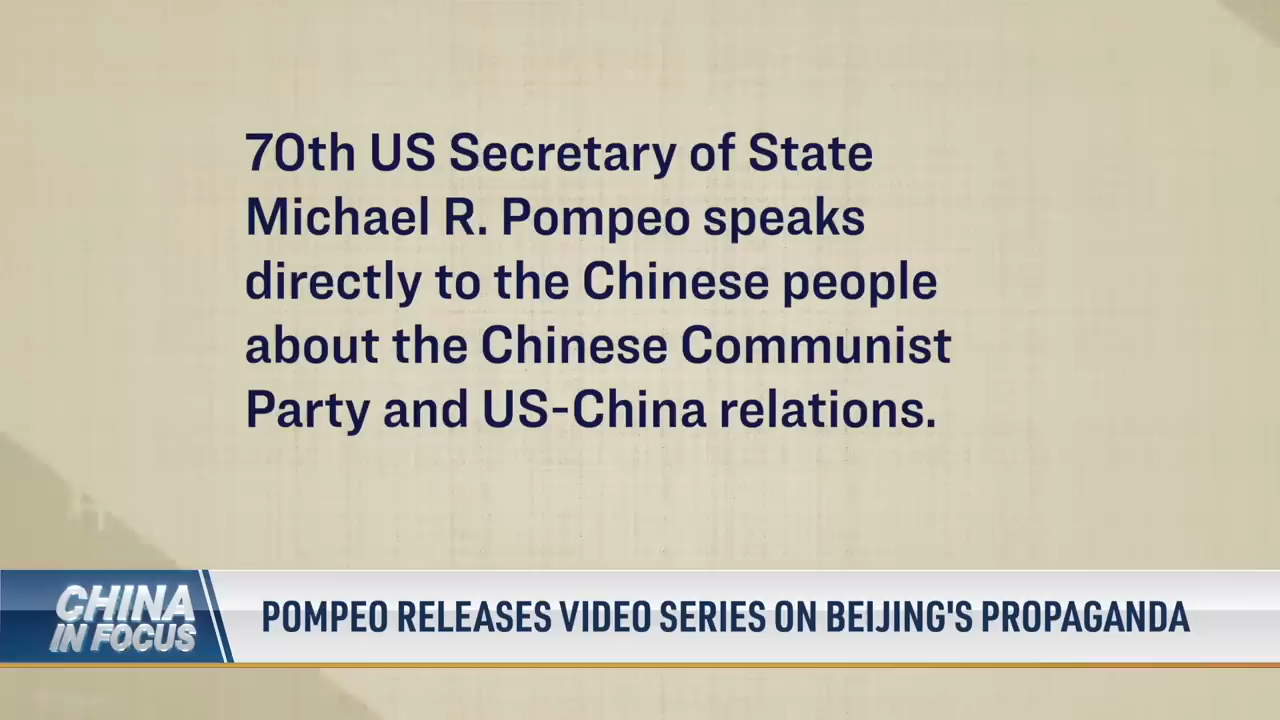 70th US Secretary of State
Michael R. Pompeo speaks
directly to the Chinese people
about the Chinese Communist
Party and US-China relations.
CHINA
IN FOCUS
POMPEO RELEASES VIDEO SERIES ON BEIJING'S PROPAGANDA